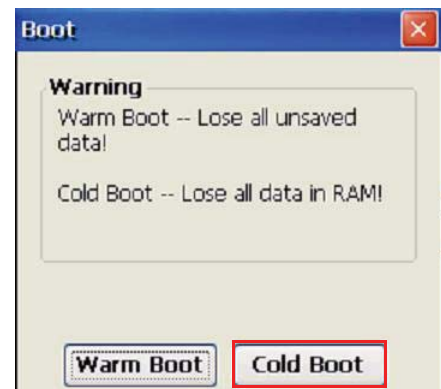 Boot
Warning
Warm Boot -- Lose all unsaved
data!
Cold Boot -- Lose all data in RAM!
Warm Boot
Cold Boot